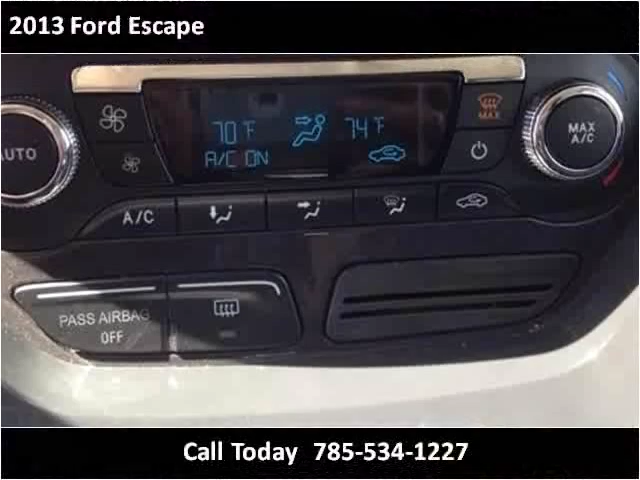 2013 Ford Escape
70°F 74°F
A/C ON
MAX
AUTO
MAX
A/C
A/C
PASS AIRBAG
OFF
Call Today 785-534-1227